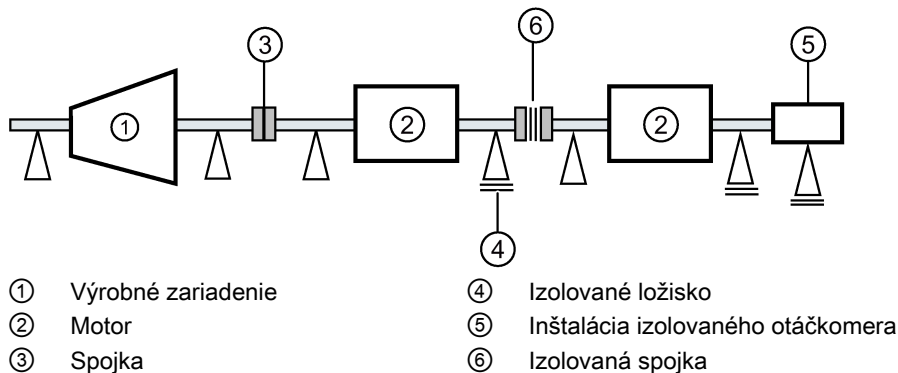 ③ ⑥ ⑤
① ② ②
④
① Výrobné zariadenie
② Motor
③ Spojka
④ Izolované ložisko
⑤ Inštalácia izolovaného otáčkomera
⑥ Izolovaná spojka